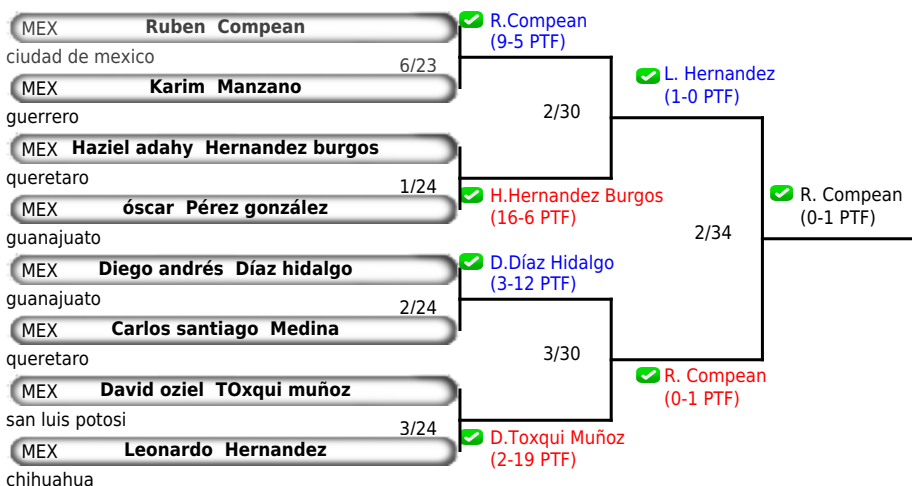 MEX Ruben Compean
ciudad de mexico
6/23
MEX Karim Manzano
guerrero
MEX Haziel adahy Hernandez burgos
queretaro
1/24
MEX óscar Pérez gonzález
guanajuato
MEX Diego andrés Díaz hidalgo
guanajuato
2/24
MEX Carlos santiago Medina
queretaro
MEX David oziel TOxqui muñoz
san luis potosi
3/24
MEX Leonardo Hernandez
chihuahua
R.Compean
(9-5 PTF)
2/30
H.Hernandez Burgos
(16-6 PTF)
D.Díaz Hidalgo
(3-12 PTF)
3/30
D.Toxqui Muñoz
(2-19 PTF)
L. Hernandez
(1-0 PTF)
2/34
R. Compean
(0-1 PTF)
R. Compean
(0-1 PTF)